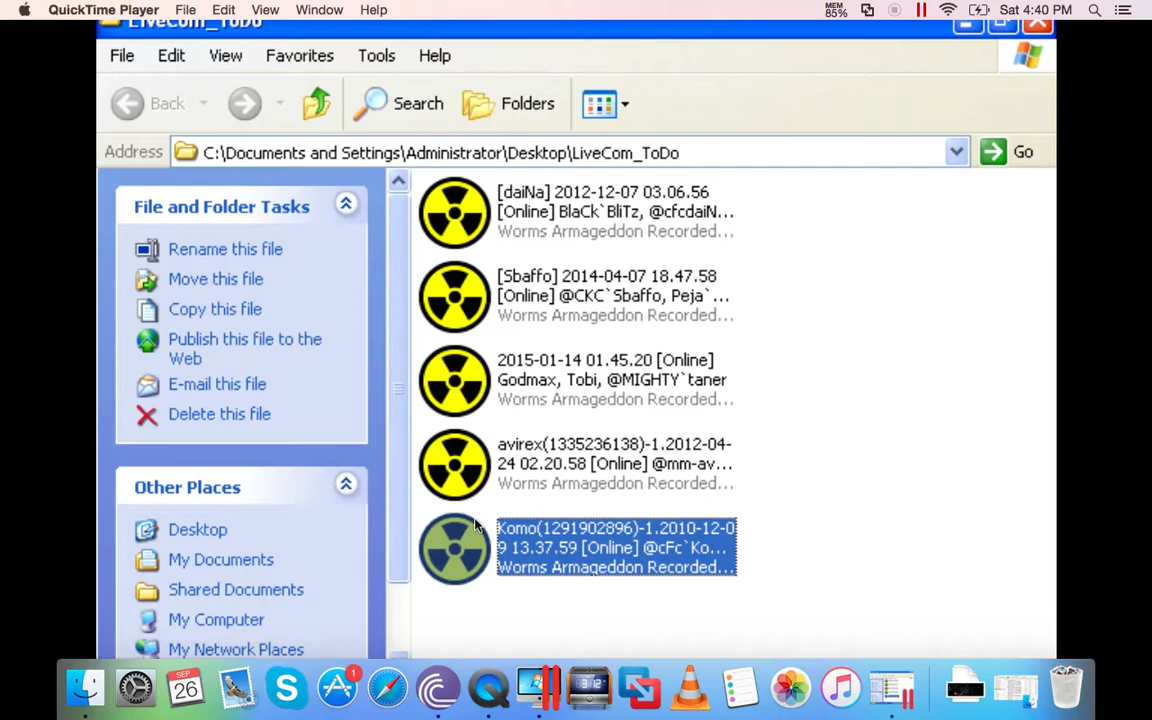 QuickTime Player File Edit View Window Help MEM 85% Sat 4:40 PM
LiveCom_ToDo
File Edit View Favorites Tools Help
Back Search Folders
Address C:\Documents and Settings\Administrator\Desktop\LiveCom_ToDo Go
File and Folder Tasks
Rename this file
Move this file
Copy this file
Publish this file to the
Web
E-mail this file
Delete this file
Other Places
Desktop
My Documents
Shared Documents
My Computer
My Network Places
[daiNa] 2012-12-07 03.06.56
[Online] BlaCk`BliTz, @cfcdaiN...
Worms Armageddon Recorded...
[Sbaffo] 2014-04-07 18.47.58
[Online] @CKC`Sbaffo, Peja`...
Worms Armageddon Recorded...
2015-01-14 01.45.20 [Online]
Godmax, Tobi, @MIGHTY`taner
Worms Armageddon Recorded...
avirex(1335236138)-1.2012-04-
24 02.20.58 [Online] @mm-av...
Worms Armageddon Recorded...
Komo(1291902896)-1.2010-12-0
9 13.37.59 [Online] @cFc`Ko...
Worms Armageddon Recorded...
SEP
26
1